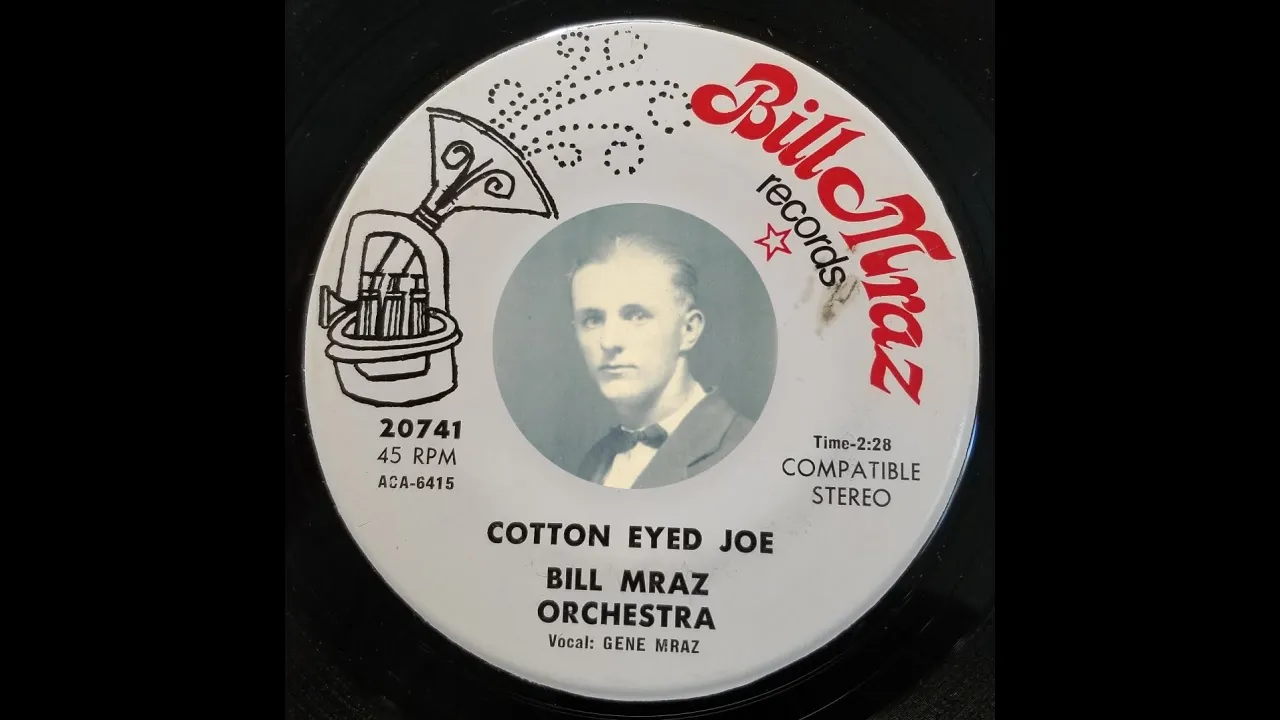 Bill Mraz
records
20741
45 RPM
ACA-6415
Time-2:28
COMPATIBLE
STEREO
COTTON EYED JOE
BILL MRAZ
ORCHESTRA
Vocal: GENE MRAZ